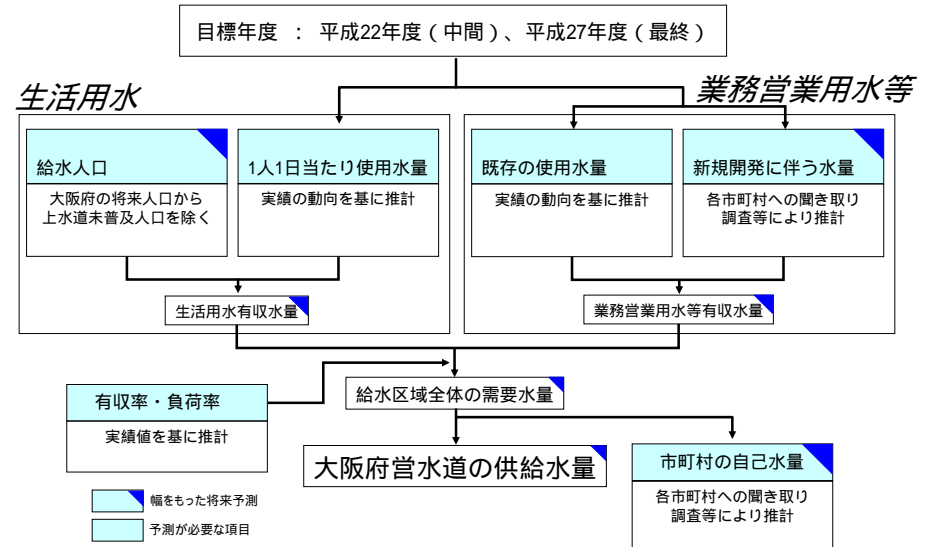 目標年度 ： 平成22年度（中間）、平成27年度（最終）
生活用水
業務営業用水等
給水人口
大阪府の将来人口から
上水道未普及人口を除く
1人1日当たり使用水量
実績の動向を基に推計
既存の使用水量
実績の動向を基に推計
新規開発に伴う水量
各市町村への聞き取り
調査等により推計
生活用水有収水量
業務営業用水等有収水量
有収率・負荷率
実績値を基に推計
給水区域全体の需要水量
大阪府営水道の供給水量
市町村の自己水量
各市町村への聞き取り
調査等により推計
幅をもった将来予測
予測が必要な項目